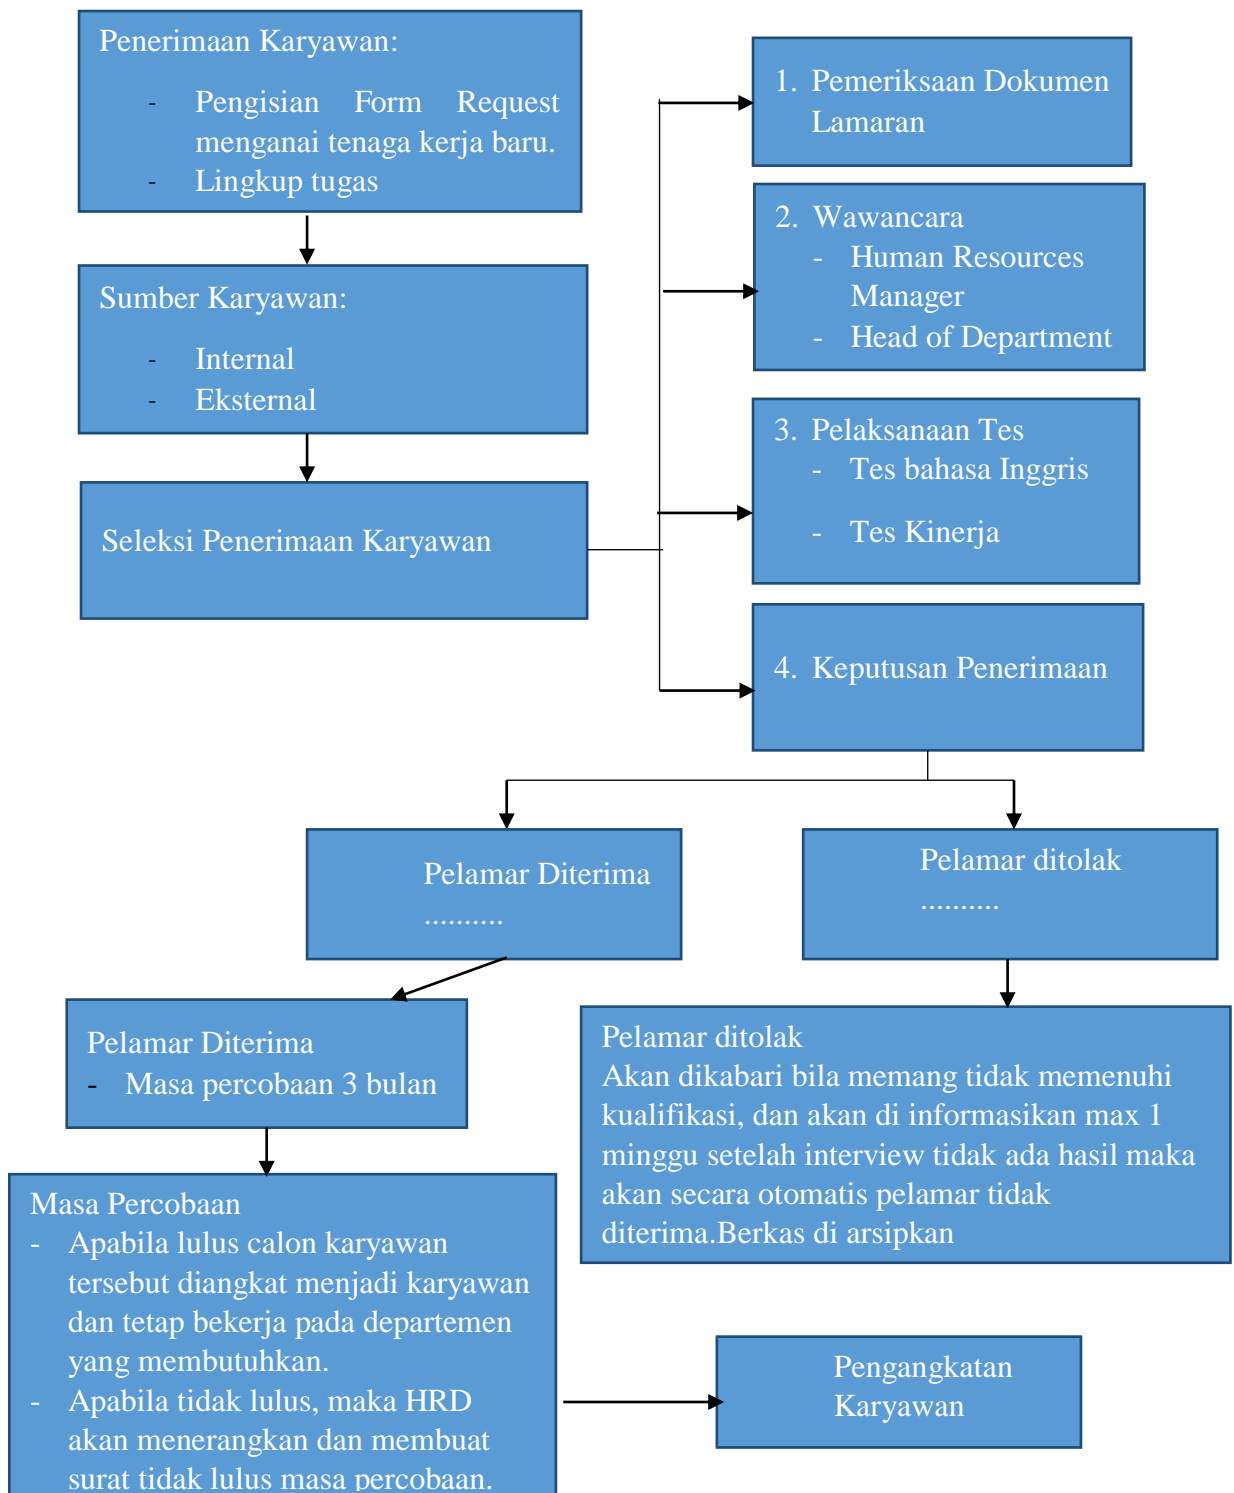 Penerimaan Karyawan:
- Pengisian Form Request
menganai tenaga kerja baru.
- Lingkup tugas
Sumber Karyawan:
- Internal
- Eksternal
Seleksi Penerimaan Karyawan
1. Pemeriksaan Dokumen
Lamaran
2. Wawancara
- Human Resources
Manager
- Head of Department
3. Pelaksanaan Tes
- Tes bahasa Inggris
- Tes Kinerja
4. Keputusan Penerimaan
Pelamar Diterima
..........
Pelamar ditolak
..........
Pelamar Diterima
- Masa percobaan 3 bulan
Pelamar ditolak
Akan dikabari bila memang tidak memenuhi
kualifikasi, dan akan di informasikan max 1
minggu setelah interview tidak ada hasil maka
akan secara otomatis pelamar tidak
diterima.Berkas di arsipkan
Masa Percobaan
- Apabila lulus calon karyawan
tersebut diangkat menjadi karyawan
dan tetap bekerja pada departemen
yang membutuhkan.
- Apabila tidak lulus, maka HRD
akan menerangkan dan membuat
surat tidak lulus masa percobaan.
Pengangkatan
Karyawan